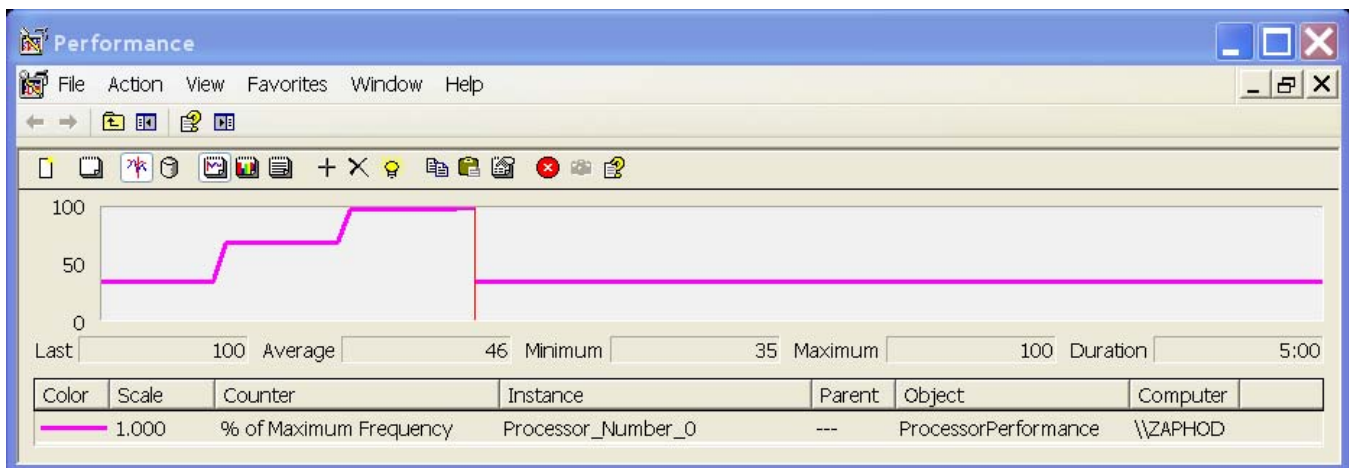 Performance
File Action View Favorites Window Help
100
50
0
Last 100 Average 46 Minimum 35 Maximum 100 Duration 5:00
Color Scale Counter Instance Parent Object Computer
1.000 % of Maximum Frequency Processor_Number_0 --- ProcessorPerformance \\ZAPHOD